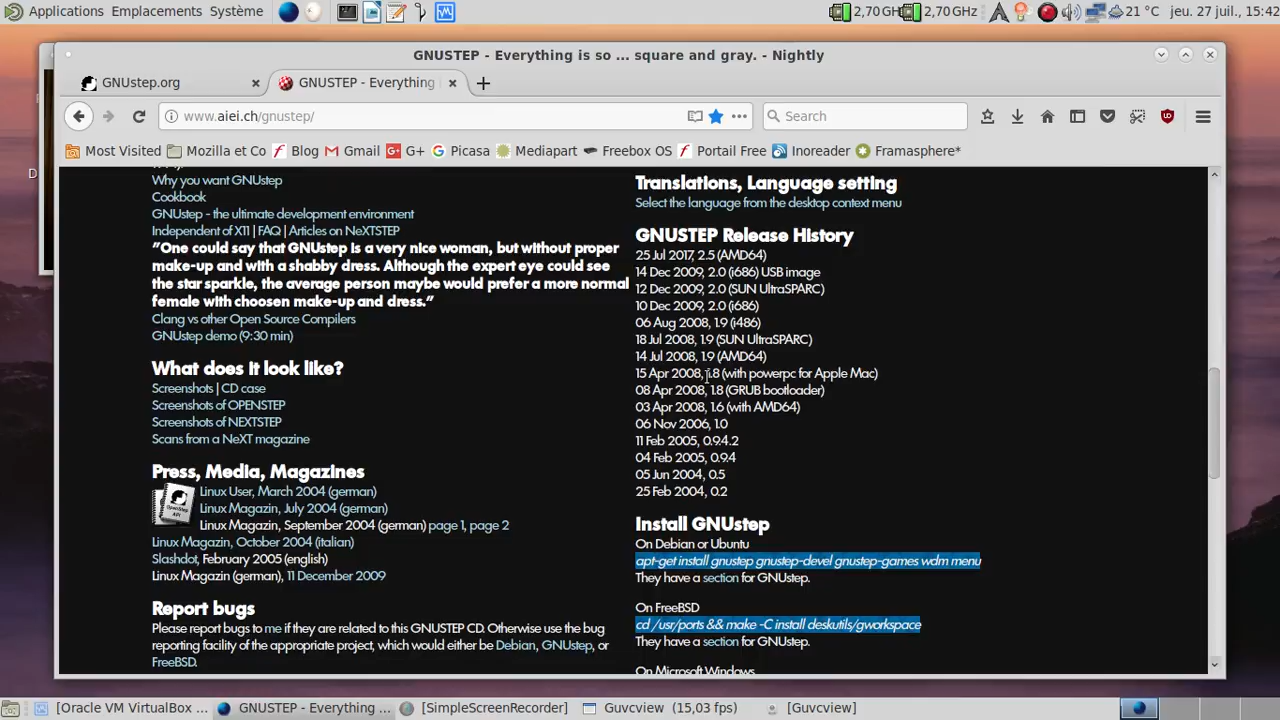 Applications Emplacements Système 2,70 GHz 2,70 GHz 21 °C jeu. 27 juil., 15:42
GNUSTEP - Everything is so ... square and gray. - Nightly
GNUstep.org GNUSTEP - Everything
www.aiei.ch/gnustep/ Search
Most Visited Mozilla et Co Blog Gmail G+ Picasa Mediapart Freebox OS Portail Free Inoreader Framasphere*
Why you want GNUstep
Cookbook
GNUstep - the ultimate development environment
Independent of X11 | FAQ | Articles on NeXTSTEP
"One could say that GNUstep is a very nice woman, but without proper
make-up and with a shabby dress. Although the expert eye could see
the star sparkle, the average person maybe would prefer a more normal
female with choosen make-up and dress."
Clang vs other Open Source Compilers
GNUstep demo (9:30 min)
What does it look like?
Screenshots | CD case
Screenshots of OPENSTEP
Screenshots of NEXTSTEP
Scans from a NeXT magazine
Press, Media, Magazines
Linux User, March 2004 (german)
Linux Magazin, July 2004 (german)
Linux Magazin, September 2004 (german) page 1, page 2
Linux Magazin, October 2004 (italian)
Slashdot, February 2005 (english)
Linux Magazin (german), 11 December 2009
Report bugs
Please report bugs to me if they are related to this GNUSTEP CD. Otherwise use the bug
reporting facility of the appropriate project, which would either be Debian, GNUstep, or
FreeBSD.
Translations, Language setting
Select the language from the desktop context menu
GNUSTEP Release History
25 Jul 2017, 2.5 (AMD64)
14 Dec 2009, 2.0 (i686) USB image
12 Dec 2009, 2.0 (SUN UltraSPARC)
10 Dec 2009, 2.0 (i686)
06 Aug 2008, 1.9 (i486)
18 Jul 2008, 1.9 (SUN UltraSPARC)
14 Jul 2008, 1.9 (AMD64)
15 Apr 2008, 1.8 (with powerpc for Apple Mac)
08 Apr 2008, 1.8 (GRUB bootloader)
03 Apr 2008, 1.6 (with AMD64)
06 Nov 2006, 1.0
11 Feb 2005, 0.9.4.2
04 Feb 2005, 0.9.4
05 Jun 2004, 0.5
25 Feb 2004, 0.2
Install GNUstep
On Debian or Ubuntu
apt-get install gnustep gnustep-devel gnustep-games wdm menu
They have a section for GNUstep.
On FreeBSD
cd /usr/ports && make -C install deskutils/gworkspace
They have a section for GNUstep.
On Microsoft Windows
[Oracle VM VirtualBox ... GNUSTEP - Everything ... [SimpleScreenRecorder] Guvcview (15,03 fps) [Guvcview]